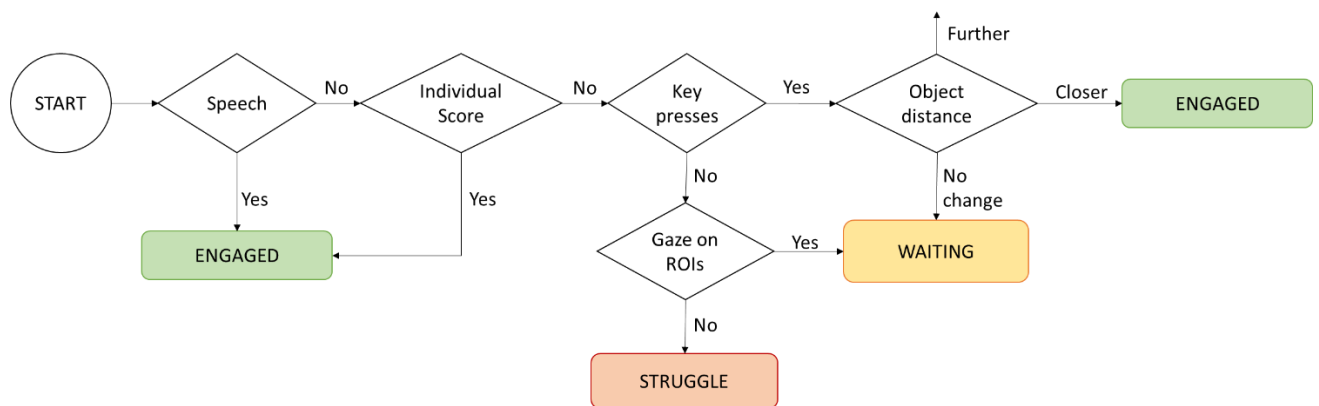 START
Speech
No
Individual
Score
No
Key
presses
Yes
Object
distance
Further
Closer
ENGAGED
Yes
Yes
ENGAGED
No
Gaze on
ROIs
Yes
No
change
WAITING
No
STRUGGLE